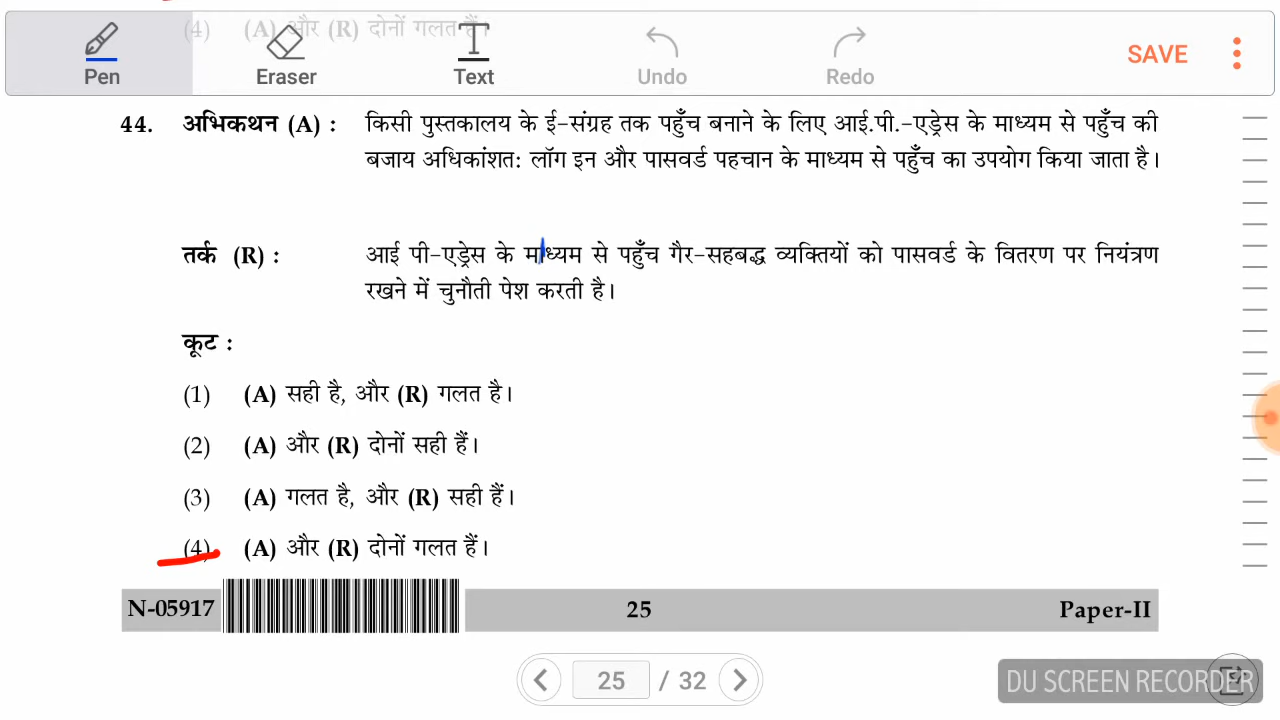 (4) (A) और (R) दोनों गलत हैं।
Pen Eraser Text Undo Redo SAVE
44. अभिकथन (A) : किसी पुस्तकालय के ई-संग्रह तक पहुँच बनाने के लिए आई.पी.-एड्रेस के माध्यम से पहुँच की
बजाय अधिकांशत: लॉग इन और पासवर्ड पहचान के माध्यम से पहुँच का उपयोग किया जाता है।
तर्क (R) : आई पी-एड्रेस के माध्यम से पहुँच गैर-सहबद्ध व्यक्तियों को पासवर्ड के वितरण पर नियंत्रण
रखने में चुनौती पेश करती है।
कूट :
(1) (A) सही है, और (R) गलत है।
(2) (A) और (R) दोनों सही हैं।
(3) (A) गलत है, और (R) सही हैं।
(4) (A) और (R) दोनों गलत हैं।
N-05917 25 Paper-II
25 / 32
DU SCREEN RECORDER